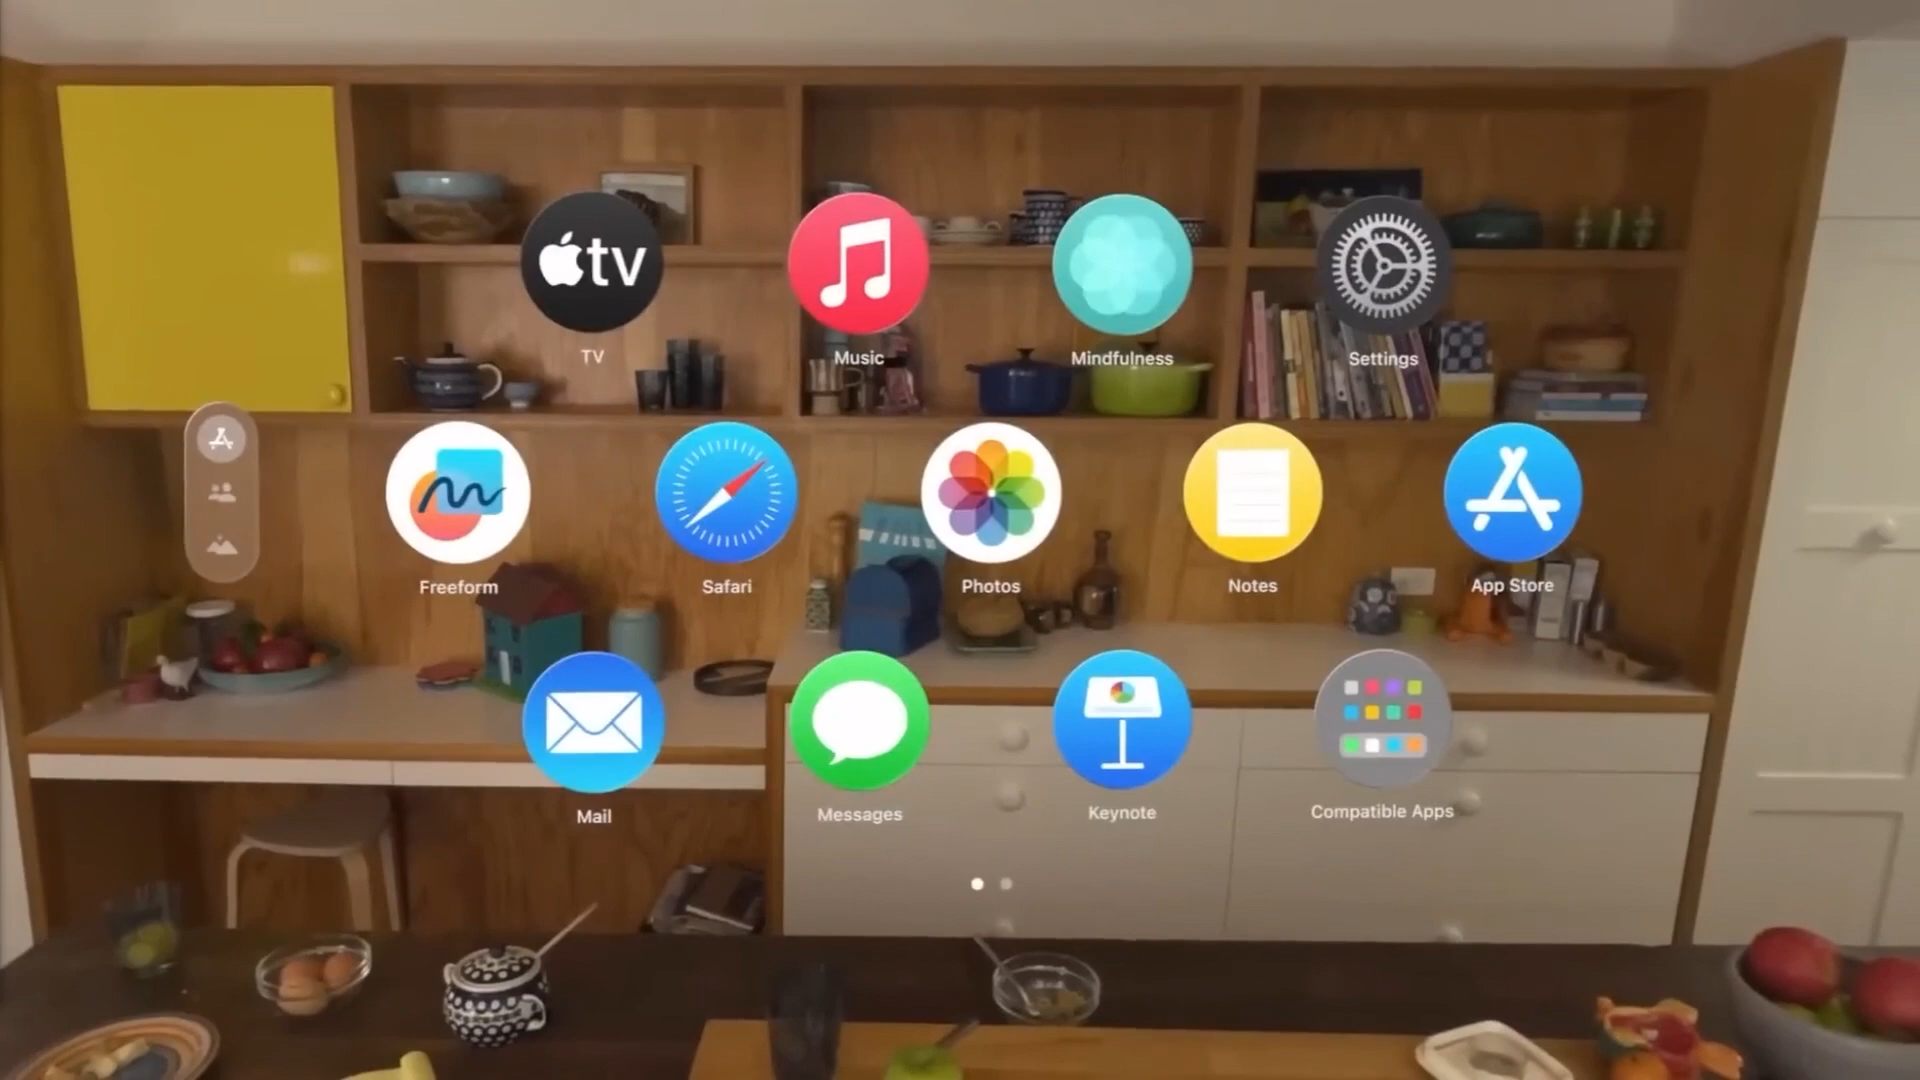 tv
TV
Music
Mindfulness
Settings
Freeform
Safari
Photos
Notes
App Store
Mail
Messages
Keynote
Compatible Apps